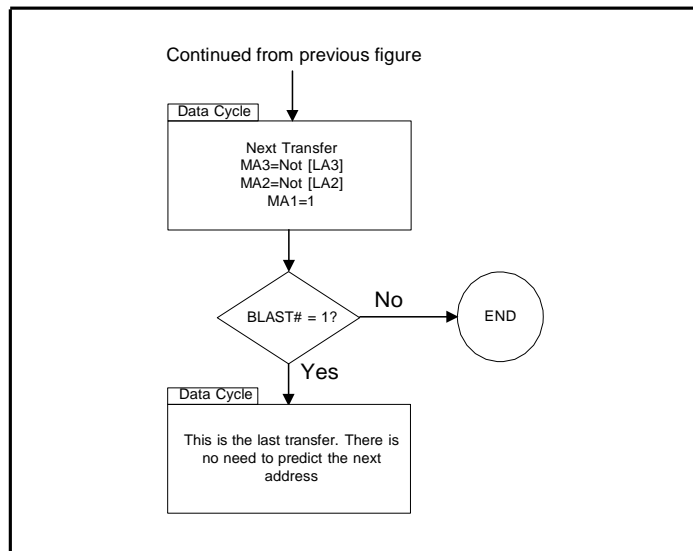 Continued from previous figure
Data Cycle
Next Transfer
MA3=Not [LA3]
MA2=Not [LA2]
MA1=1
BLAST# = 1?
No
END
Yes
Data Cycle
This is the last transfer. There is
no need to predict the next
address